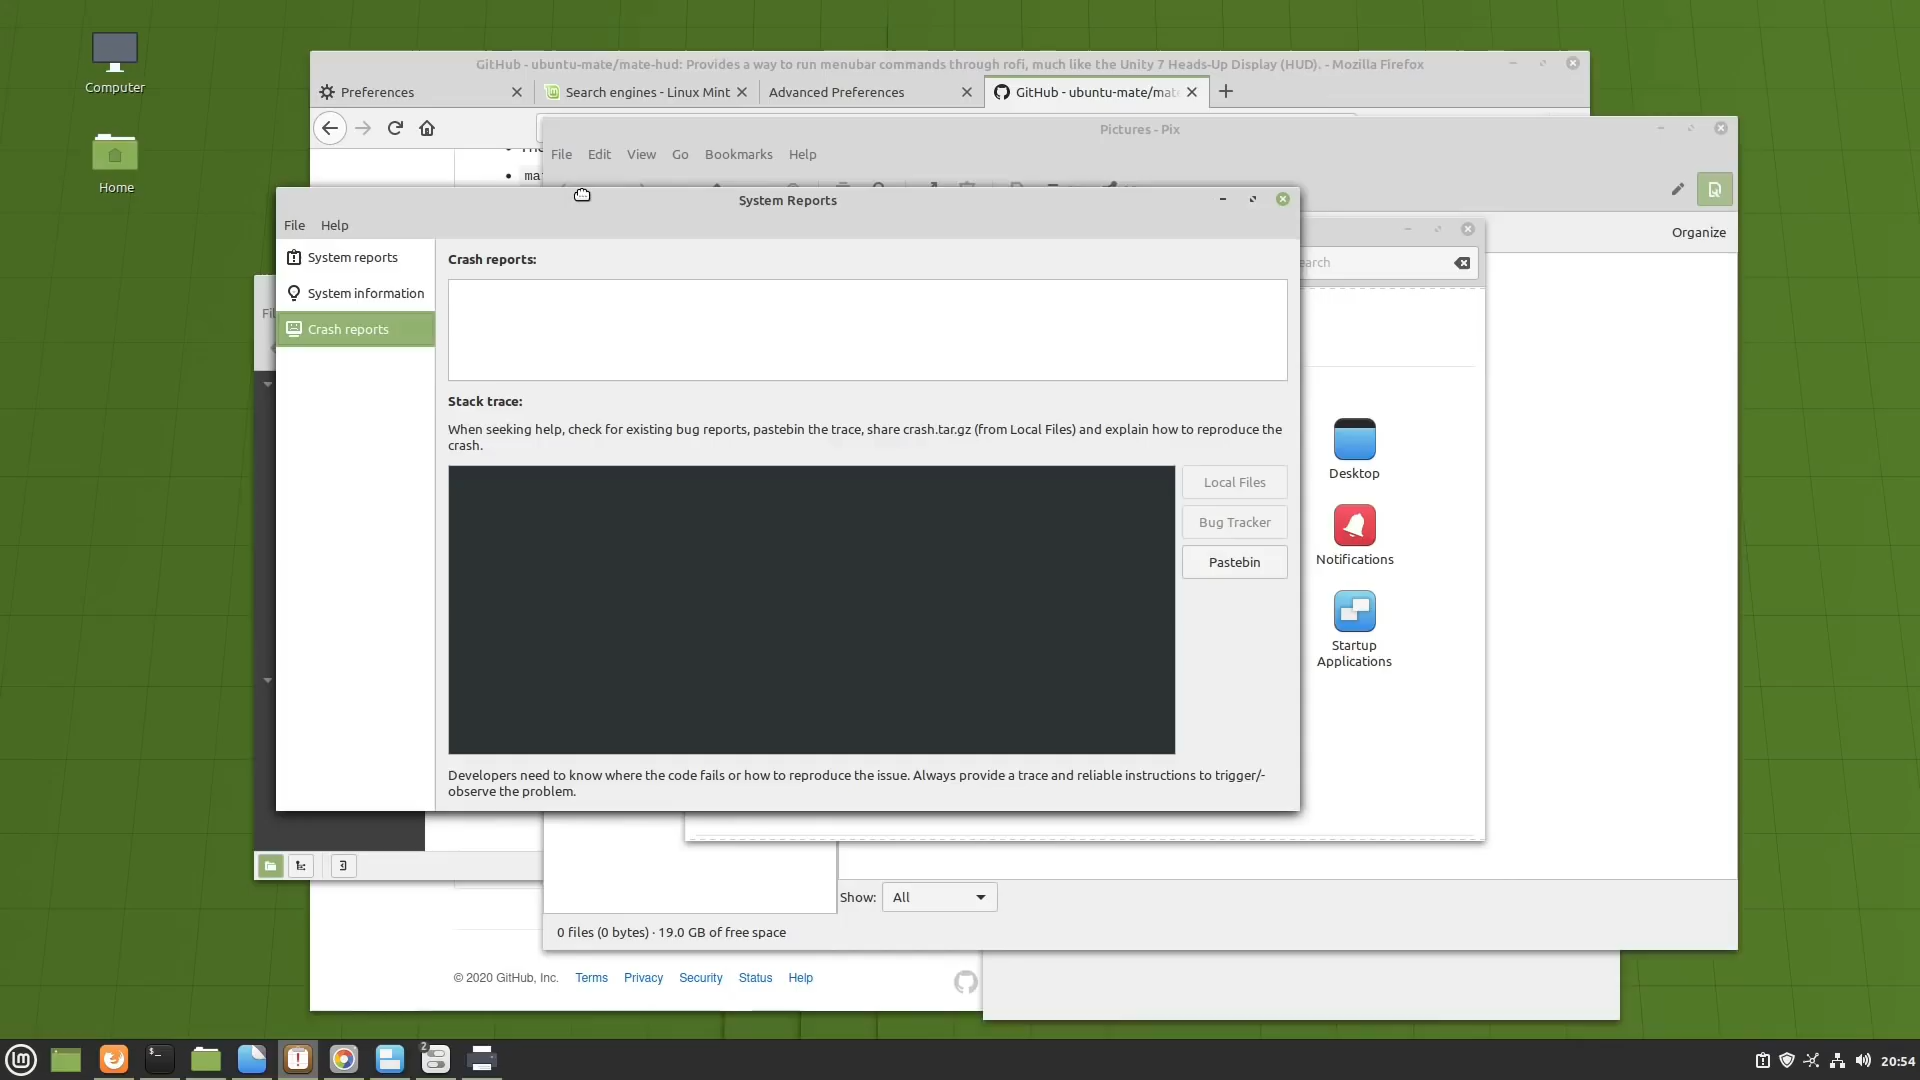 Computer
Home
GitHub - ubuntu-mate/mate-hud: Provides a way to run menubar commands through rofi, much like the Unity 7 Heads-Up Display (HUD). - Mozilla Firefox
Preferences
Search engines - Linux Mint
Advanced Preferences
GitHub - ubuntu-mate/mat
Pictures - Pix
File Edit View Go Bookmarks Help
Organize
System Reports
File Help
System reports
System information
Crash reports
Crash reports:
Stack trace:
When seeking help, check for existing bug reports, pastebin the trace, share crash.tar.gz (from Local Files) and explain how to reproduce the
crash.
Local Files
Bug Tracker
Pastebin
Developers need to know where the code fails or how to reproduce the issue. Always provide a trace and reliable instructions to trigger/-
observe the problem.
Desktop
Notifications
Startup
Applications
Show: All
0 files (0 bytes) · 19.0 GB of free space
© 2020 GitHub, Inc. Terms Privacy Security Status Help
2
20:54